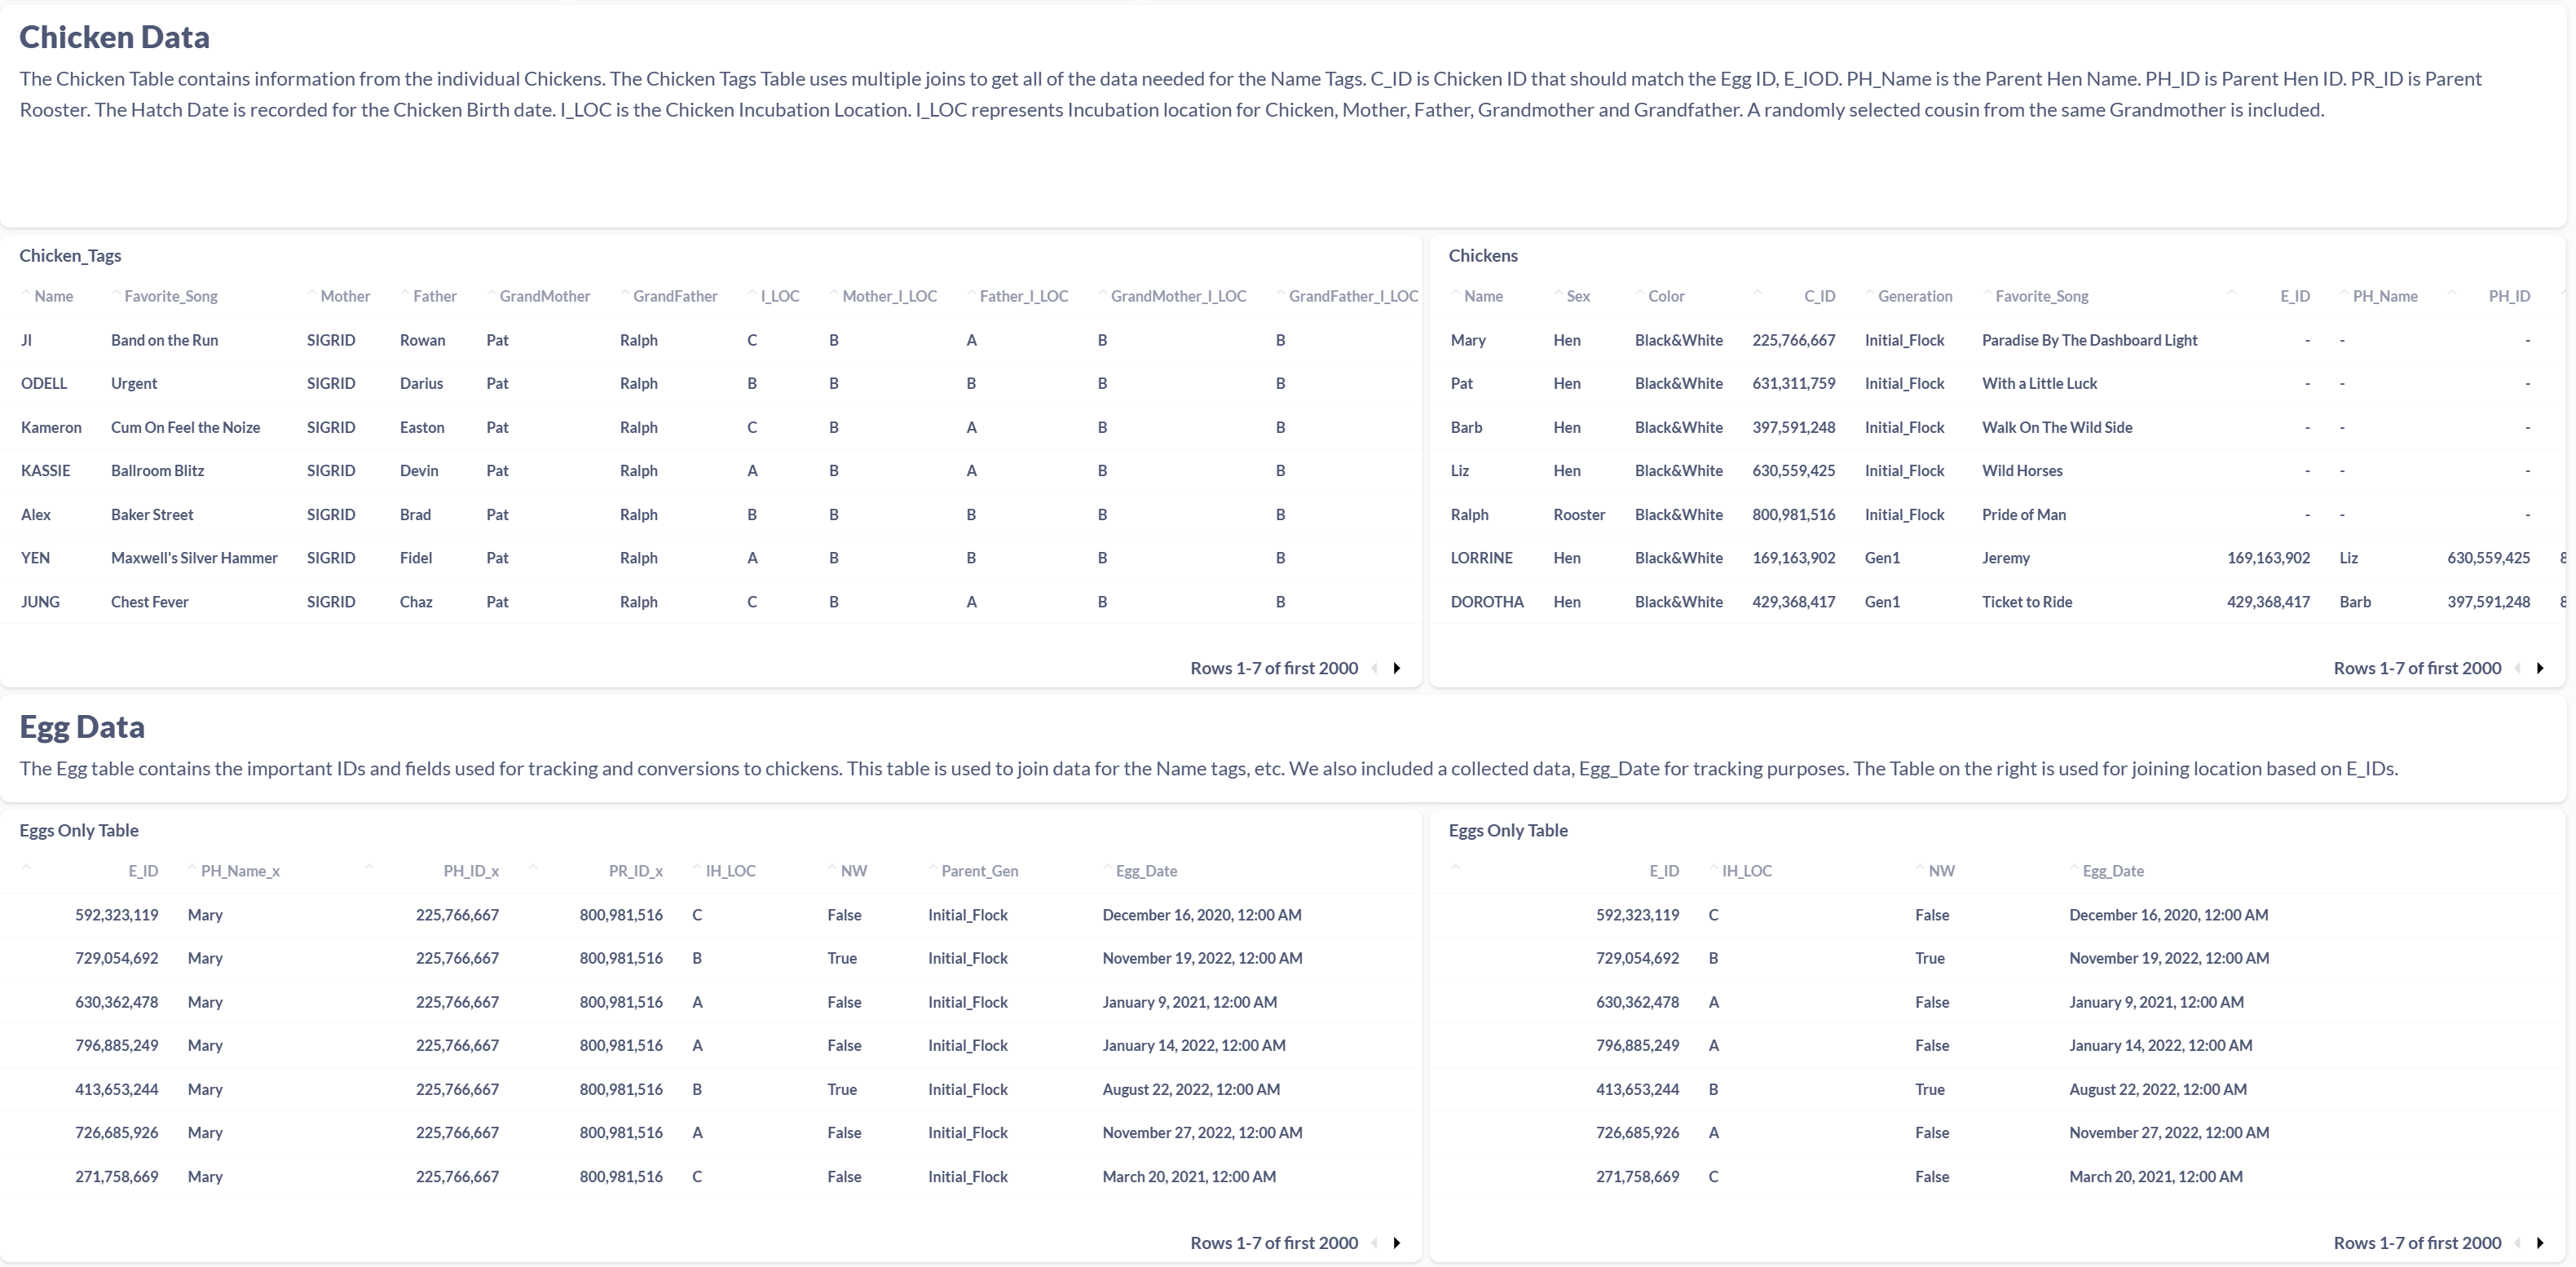 Chicken Data
The Chicken Table contains information from the individual Chickens. The Chicken Tags Table uses multiple joins to get all of the data needed for the Name Tags. C_ID is Chicken ID that should match the Egg ID, E_IOD. PH_Name is the Parent Hen Name. PH_ID is Parent Hen ID. PR_ID is Parent
Rooster. The Hatch Date is recorded for the Chicken Birth date. I_LOC is the Chicken Incubation Location. I_LOC represents Incubation location for Chicken, Mother, Father, Grandmother and Grandfather. A randomly selected cousin from the same Grandmother is included.
Chicken_Tags
Name Favorite_Song Mother Father GrandMother GrandFather I_LOC Mother_I_LOC Father_I_LOC GrandMother_I_LOC GrandFather_I_LOC
JI Band on the Run SIGRID Rowan Pat Ralph C B A B B
ODELL Urgent SIGRID Darius Pat Ralph B B B B B
Kameron Cum On Feel the Noize SIGRID Easton Pat Ralph C B A B B
KASSIE Ballroom Blitz SIGRID Devin Pat Ralph A B A B B
Alex Baker Street SIGRID Brad Pat Ralph B B B B B
YEN Maxwell's Silver Hammer SIGRID Fidel Pat Ralph A B B B B
JUNG Chest Fever SIGRID Chaz Pat Ralph C B A B B
Rows 1-7 of first 2000
Chickens
Name Sex Color C_ID Generation Favorite_Song E_ID PH_Name PH_ID
Mary Hen Black&White 225,766,667 Initial_Flock Paradise By The Dashboard Light - - -
Pat Hen Black&White 631,311,759 Initial_Flock With a Little Luck - - -
Barb Hen Black&White 397,591,248 Initial_Flock Walk On The Wild Side - - -
Liz Hen Black&White 630,559,425 Initial_Flock Wild Horses - - -
Ralph Rooster Black&White 800,981,516 Initial_Flock Pride of Man - - -
LORRINE Hen Black&White 169,163,902 Gen1 Jeremy 169,163,902 Liz 630,559,425 8
DOROTHA Hen Black&White 429,368,417 Gen1 Ticket to Ride 429,368,417 Barb 397,591,248 8
Rows 1-7 of first 2000
Egg Data
The Egg table contains the important IDs and fields used for tracking and conversions to chickens. This table is used to join data for the Name tags, etc. We also included a collected data, Egg_Date for tracking purposes. The Table on the right is used for joining location based on E_IDs.
Eggs Only Table
E_ID PH_Name_x PH_ID_x PR_ID_x IH_LOC NW Parent_Gen Egg_Date
592,323,119 Mary 225,766,667 800,981,516 C False Initial_Flock December 16, 2020, 12:00 AM
729,054,692 Mary 225,766,667 800,981,516 B True Initial_Flock November 19, 2022, 12:00 AM
630,362,478 Mary 225,766,667 800,981,516 A False Initial_Flock January 9, 2021, 12:00 AM
796,885,249 Mary 225,766,667 800,981,516 A False Initial_Flock January 14, 2022, 12:00 AM
413,653,244 Mary 225,766,667 800,981,516 B True Initial_Flock August 22, 2022, 12:00 AM
726,685,926 Mary 225,766,667 800,981,516 A False Initial_Flock November 27, 2022, 12:00 AM
271,758,669 Mary 225,766,667 800,981,516 C False Initial_Flock March 20, 2021, 12:00 AM
Rows 1-7 of first 2000
Eggs Only Table
E_ID IH_LOC NW Egg_Date
592,323,119 C False December 16, 2020, 12:00 AM
729,054,692 B True November 19, 2022, 12:00 AM
630,362,478 A False January 9, 2021, 12:00 AM
796,885,249 A False January 14, 2022, 12:00 AM
413,653,244 B True August 22, 2022, 12:00 AM
726,685,926 A False November 27, 2022, 12:00 AM
271,758,669 C False March 20, 2021, 12:00 AM
Rows 1-7 of first 2000